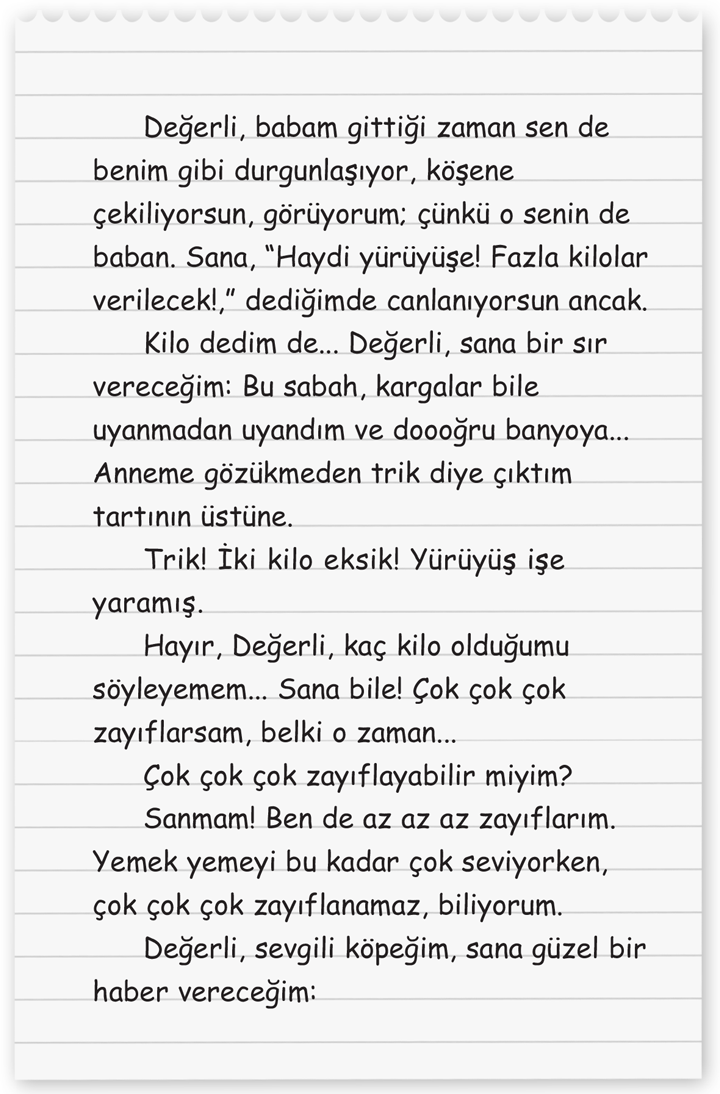 Değerli, babam gittiği zaman sen de
benim gibi durgunlaşıyor, köşene
çekiliyorsun, görüyorum; çünkü o senin de
baban. Sana, “Haydi yürüyüşe! Fazla kilolar
verilecek!,” dediğimde canlanıyorsun ancak.
Kilo dedim de... Değerli, sana bir sır
vereceğim: Bu sabah, kargalar bile
uyanmadan uyandım ve doooğru banyoya...
Anneme gözükmeden trik diye çıktım
tartının üstüne.
Trik! İki kilo eksik! Yürüyüş işe
yaramış.
Hayır, Değerli, kaç kilo olduğumu
söyleyemem... Sana bile! Çok çok çok
zayıflarsam, belki o zaman...
Çok çok çok zayıflayabilir miyim?
Sanmam! Ben de az az az zayıflarım.
Yemek yemeyi bu kadar çok seviyorken,
çok çok çok zayıflanamaz, biliyorum.
Değerli, sevgili köpeğim, sana güzel bir
haber vereceğim: